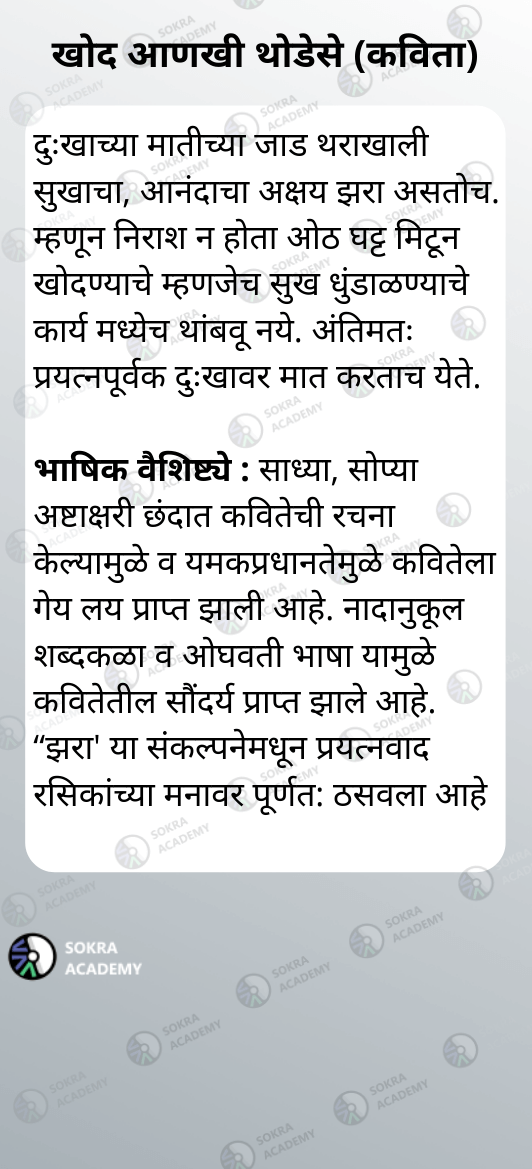 खोद आणखी थोडेसे (कविता)
दुःखाच्या मातीच्या जाड थराखाली
सुखाचा, आनंदाचा अक्षय झरा असतोच.
म्हणून निराश न होता ओठ घट्ट मिटून
खोदण्याचे म्हणजेच सुख धुंडाळण्याचे
कार्य मध्येच थांबवू नये. अंतिमतः
प्रयत्नपूर्वक दुःखावर मात करताच येते.
भाषिक वैशिष्ट्ये : साध्या, सोप्या
अष्टाक्षरी छंदात कवितेची रचना
केल्यामुळे व यमकप्रधानतेमुळे कवितेला
गेय लय प्राप्त झाली आहे. नादानुकूल
शब्दकळा व ओघवती भाषा यामुळे
कवितेतील सौंदर्य प्राप्त झाले आहे.
“झरा' या संकल्पनेमधून प्रयत्नवाद
रसिकांच्या मनावर पूर्णत: ठसवला आहे
SOKRA
ACADEMY